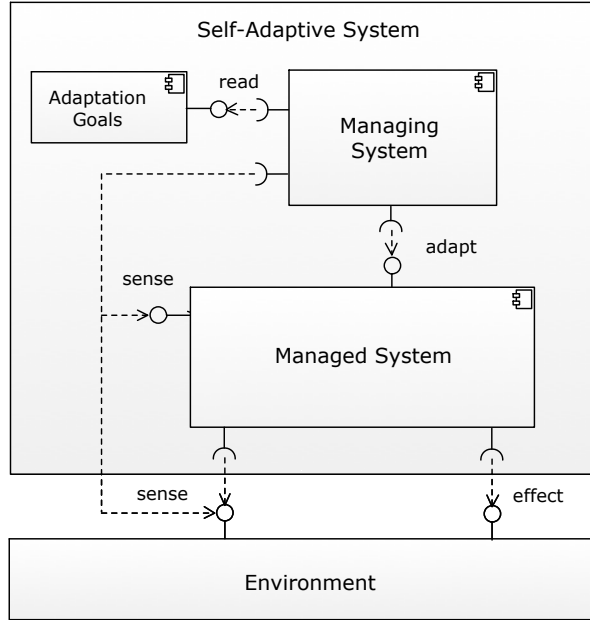 Self-Adaptive System
read
Adaptation
Goals
Managing
System
adapt
sense
Managed System
sense
effect
Environment